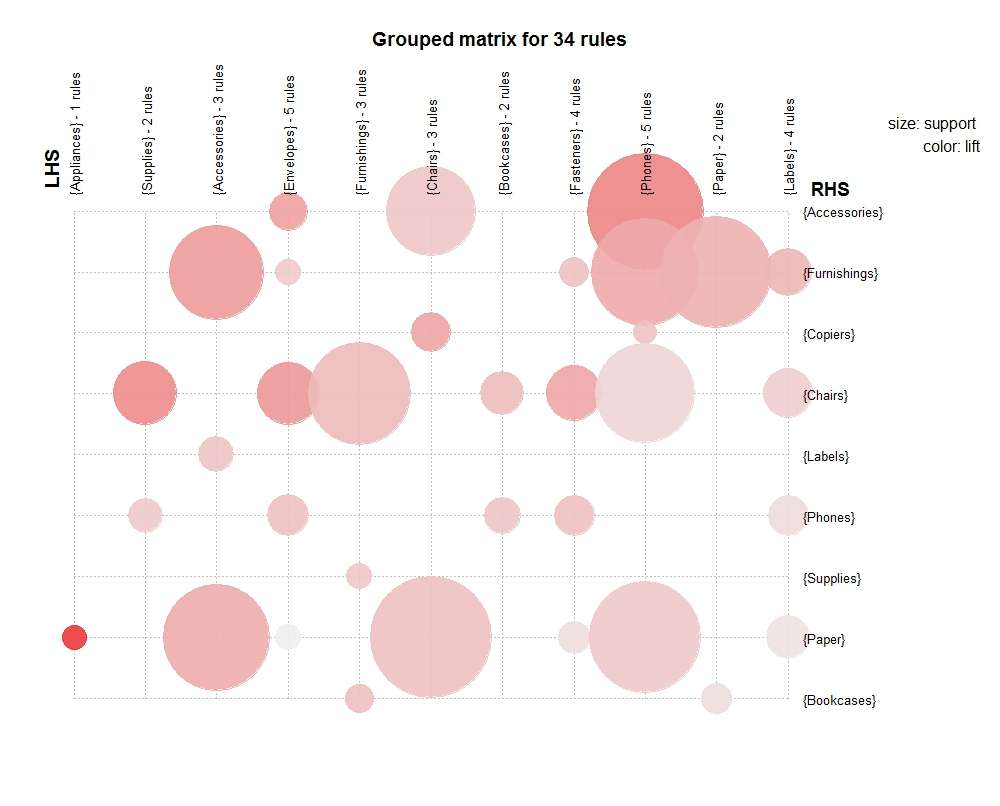 Grouped matrix for 34 rules
size: support
color: lift
LHS
{Appliances} - 1 rules
{Supplies} - 2 rules
{Accessories} - 3 rules
{Envelopes} - 5 rules
{Furnishings} - 3 rules
{Chairs} - 3 rules
{Bookcases} - 2 rules
{Fasteners} - 4 rules
{Phones} - 5 rules
{Paper} - 2 rules
{Labels} - 4 rules
RHS
{Accessories}
{Furnishings}
{Copiers}
{Chairs}
{Labels}
{Phones}
{Supplies}
{Paper}
{Bookcases}